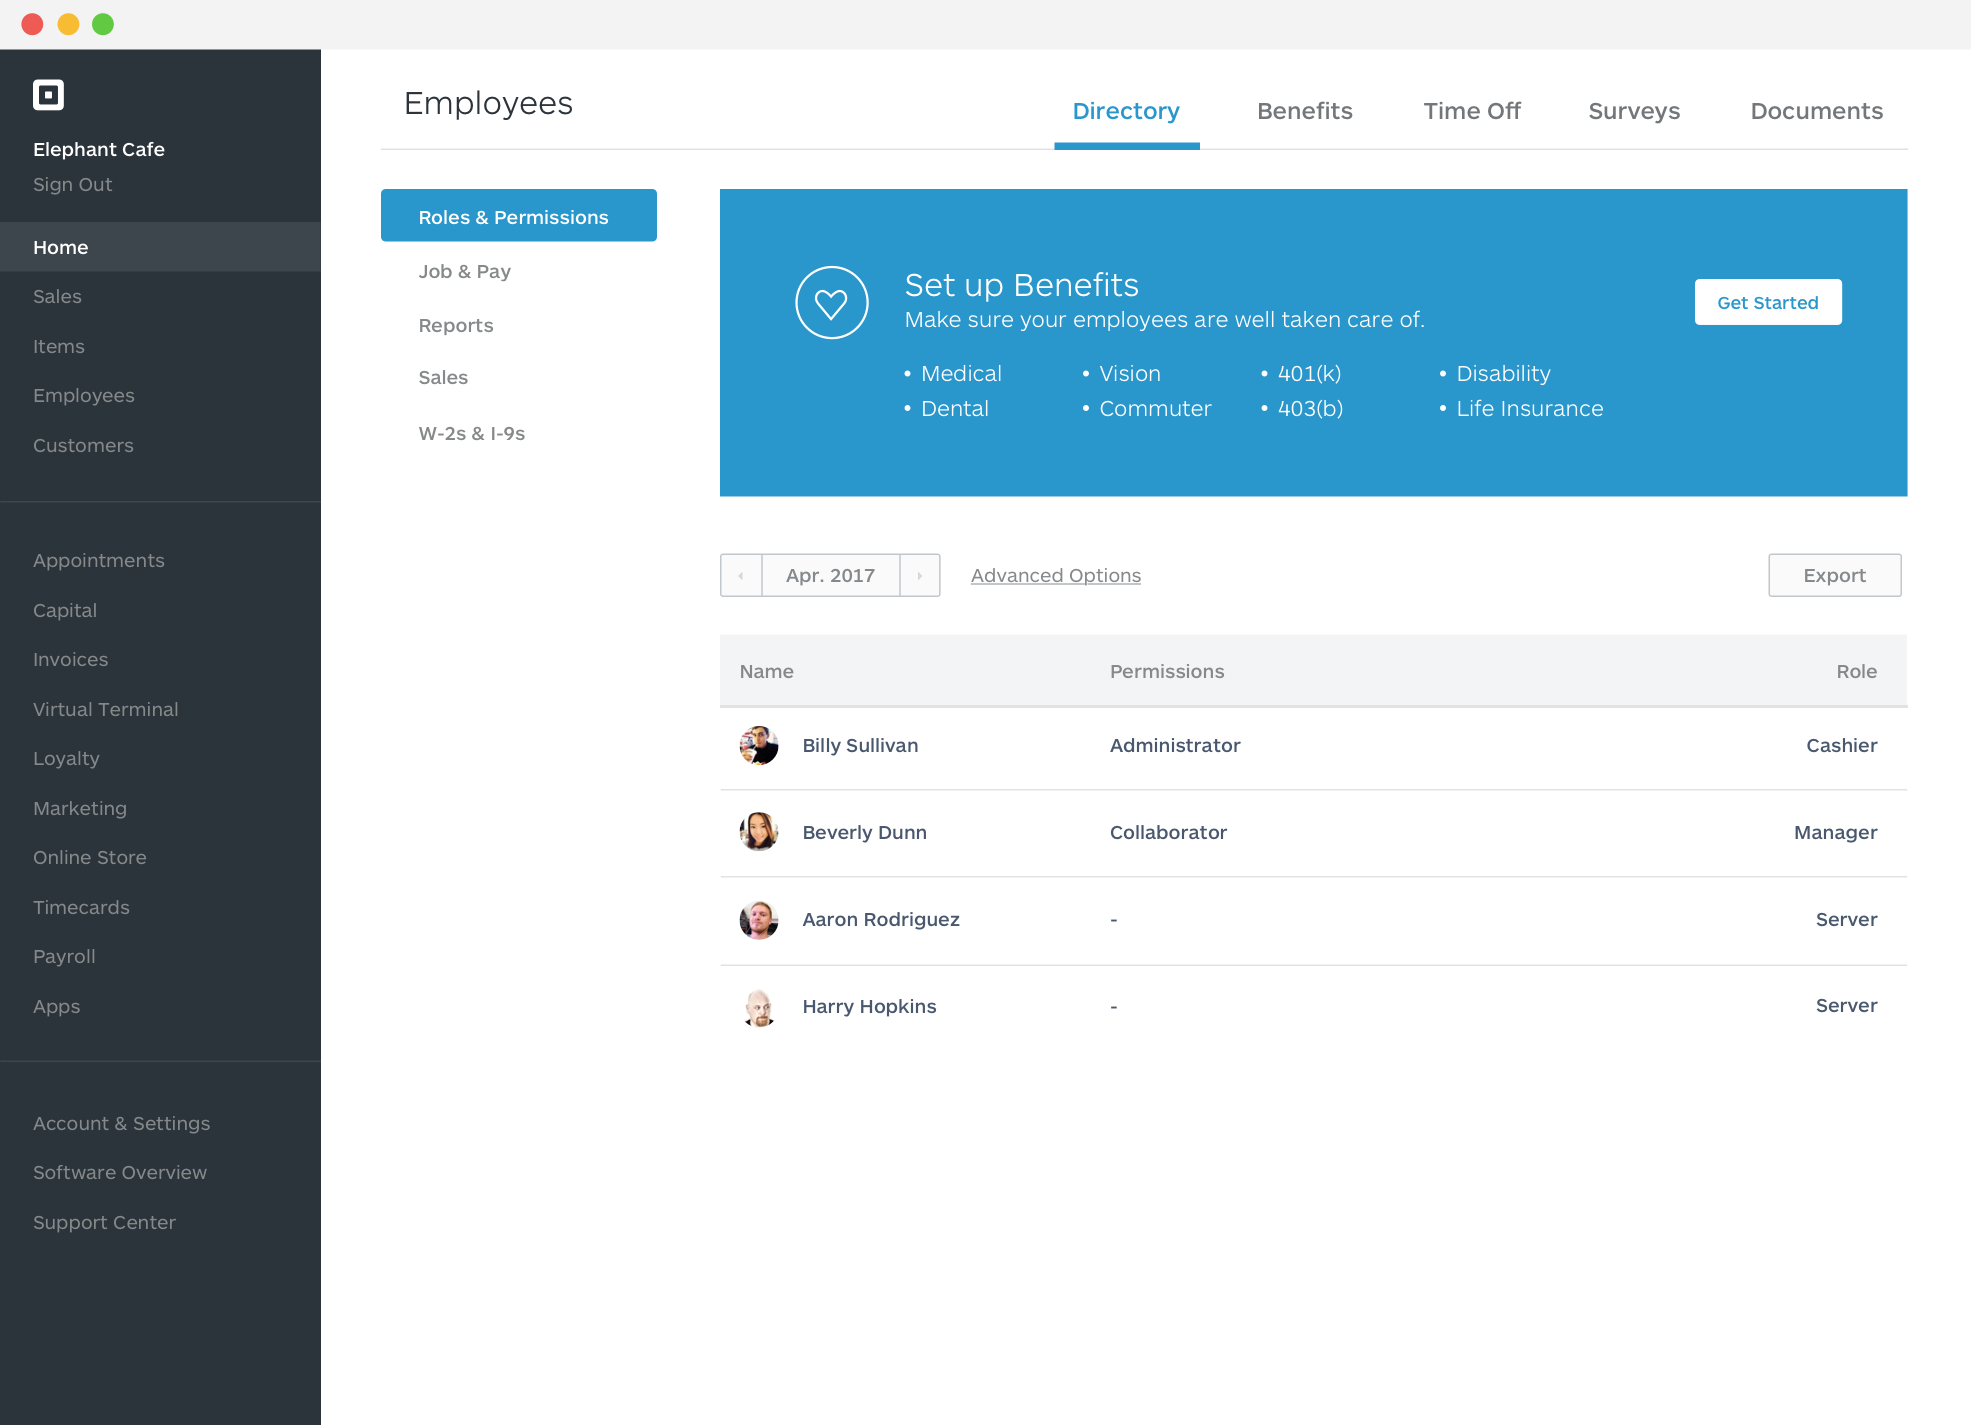 Elephant Cafe
Sign Out
Home
Sales
Items
Employees
Customers
Appointments
Capital
Invoices
Virtual Terminal
Loyalty
Marketing
Online Store
Timecards
Payroll
Apps
Account & Settings
Software Overview
Support Center
Employees
Directory Benefits Time Off Surveys Documents
Roles & Permissions
Job & Pay
Reports
Sales
W-2s & I-9s
Set up Benefits
Make sure your employees are well taken care of.
Get Started
• Medical • Vision • 401(k) • Disability
• Dental • Commuter • 403(b) • Life Insurance
Apr. 2017 Advanced Options Export
Name Permissions Role
Billy Sullivan Administrator Cashier
Beverly Dunn Collaborator Manager
Aaron Rodriguez - Server
Harry Hopkins - Server